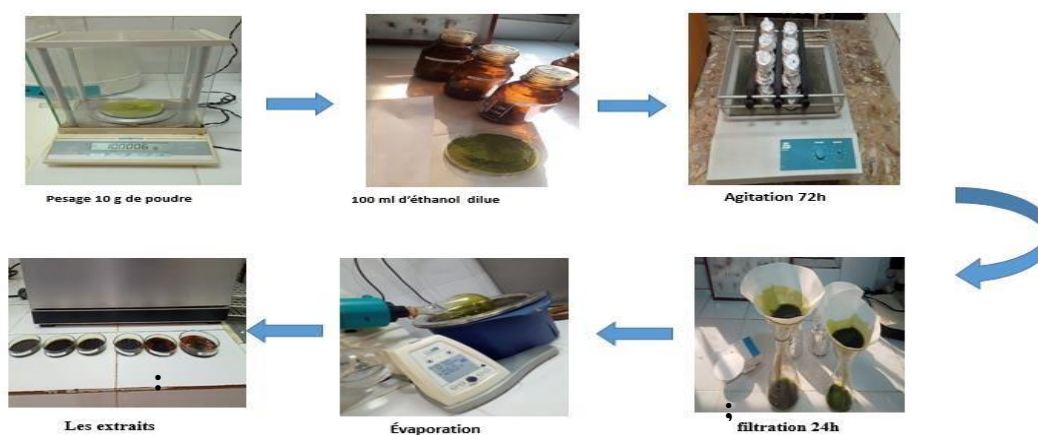 Pesage 10 g de poudre
100 ml d'éthanol dilue
Agitation 72h
Les extraits
Évaporation
filtration 24h